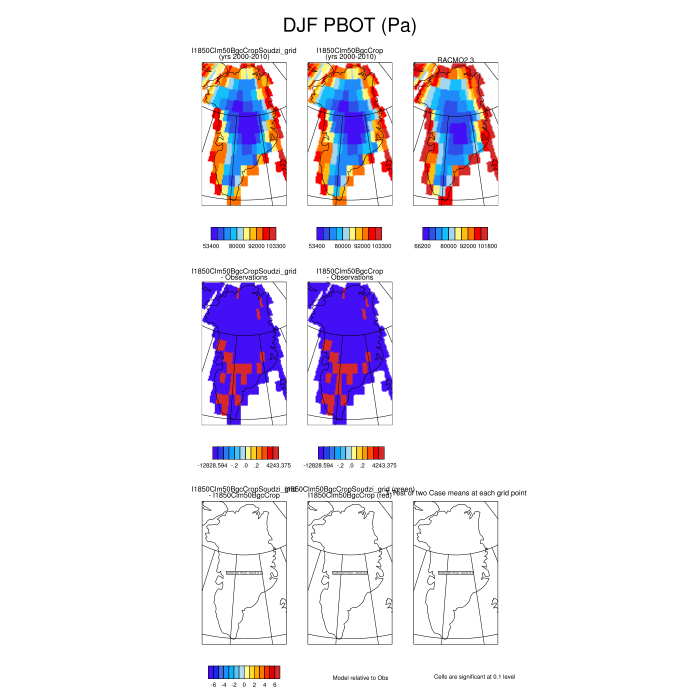 DJF PBOT (Pa)
I1850Clm50BgcCropSoudzi_grid
(yrs 2000-2010)
I1850Clm50BgcCrop
(yrs 2000-2010)
RACMO2.3
53400 80000 92000 103300
53400 80000 92000 103300
66200 80000 92000 101800
I1850Clm50BgcCropSoudzi_grid
- Observations
I1850Clm50BgcCrop
- Observations
-12828.594 -.2 .0 .2 4243.375
-12828.594 -.2 .0 .2 4243.375
I1850Clm50BgcCropSoudzi_grid
- I1850Clm50BgcCrop
I1850Clm50BgcCropSoudzi_grid (green)
I1850Clm50BgcCrop (red)
Test of two Case means at each grid point
-6 -4 -2 0 2 4 6
Model relative to Obs
Cells are significant at 0.1 level